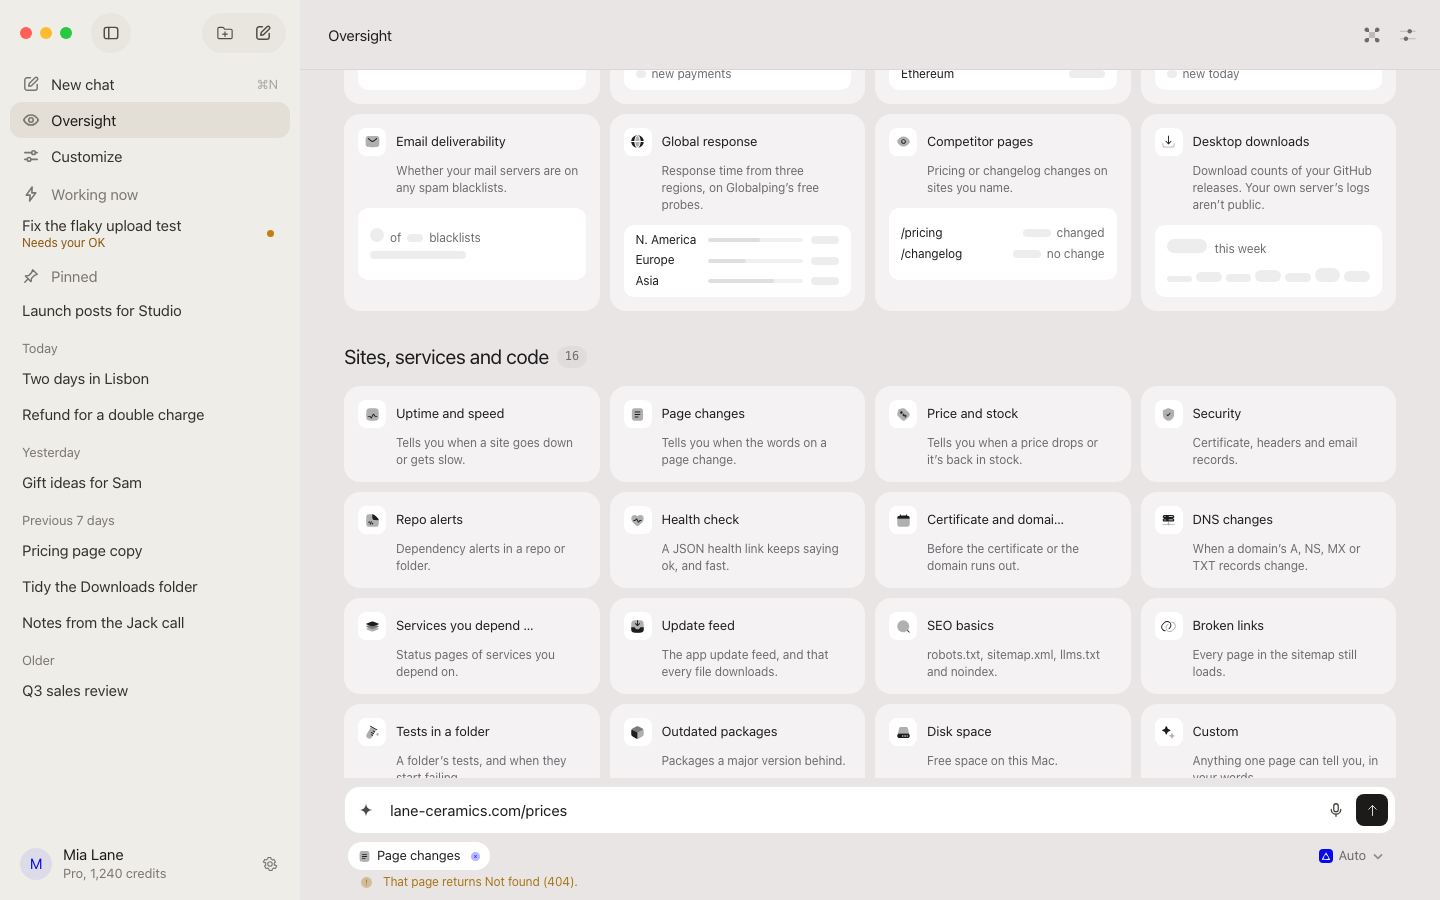 New chat
⌘N
Oversight
Customize
Working now
Fix the flaky upload test
Needs your OK
Pinned
Launch posts for Studio
Today
Two days in Lisbon
Refund for a double charge
Yesterday
Gift ideas for Sam
Previous 7 days
Pricing page copy
Tidy the Downloads folder
Notes from the Jack call
Older
Q3 sales review
M
Mia Lane
Pro, 1,240 credits
Oversight
new payments
Ethereum
new today
Email deliverability
Whether your mail servers are on
any spam blacklists.
of blacklists
Global response
Response time from three
regions, on Globalping's free
probes.
N. America
Europe
Asia
Competitor pages
Pricing or changelog changes on
sites you name.
/pricing changed
/changelog no change
Desktop downloads
Download counts of your GitHub
releases. Your own server's logs
aren't public.
this week
Sites, services and code 16
Uptime and speed
Tells you when a site goes down
or gets slow.
Page changes
Tells you when the words on a
page change.
Price and stock
Tells you when a price drops or
it's back in stock.
Security
Certificate, headers and email
records.
Repo alerts
Dependency alerts in a repo or
folder.
Health check
A JSON health link keeps saying
ok, and fast.
Certificate and domai...
Before the certificate or the
domain runs out.
DNS changes
When a domain's A, NS, MX or
TXT records change.
Services you depend ...
Status pages of services you
depend on.
Update feed
The app update feed, and that
every file downloads.
SEO basics
robots.txt, sitemap.xml, llms.txt
and noindex.
Broken links
Every page in the sitemap still
loads.
Tests in a folder
A folder's tests, and when they
start failing.
Outdated packages
Packages a major version behind.
Disk space
Free space on this Mac.
Custom
Anything one page can tell you, in
your words.
lane-ceramics.com/prices
Page changes
Auto
That page returns Not found (404).